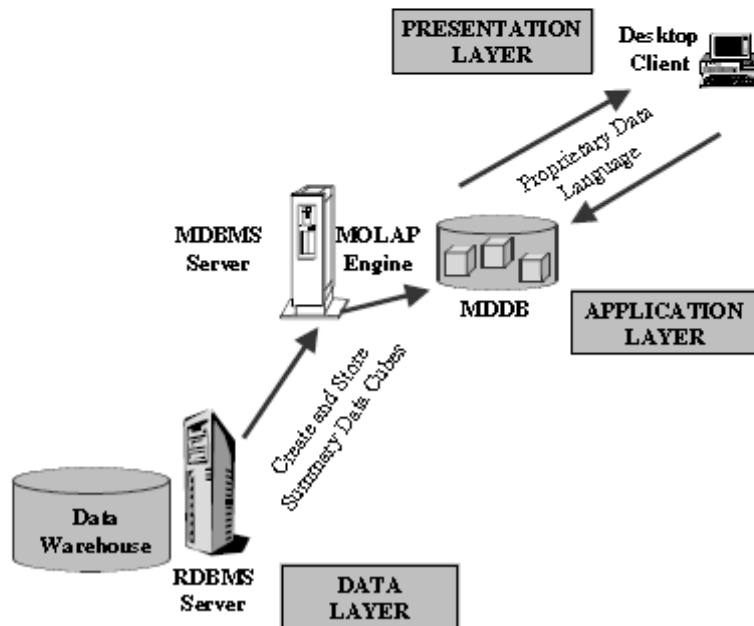 PRESENTATION
LAYER
Desktop
Client
Proprietary Data
Language
MDBMS
Server
MOLAP
Engine
MDDB
APPLICATION
LAYER
Create and Store
Summary Data Cubes
Data
Warehouse
RDBMS
Server
DATA
LAYER